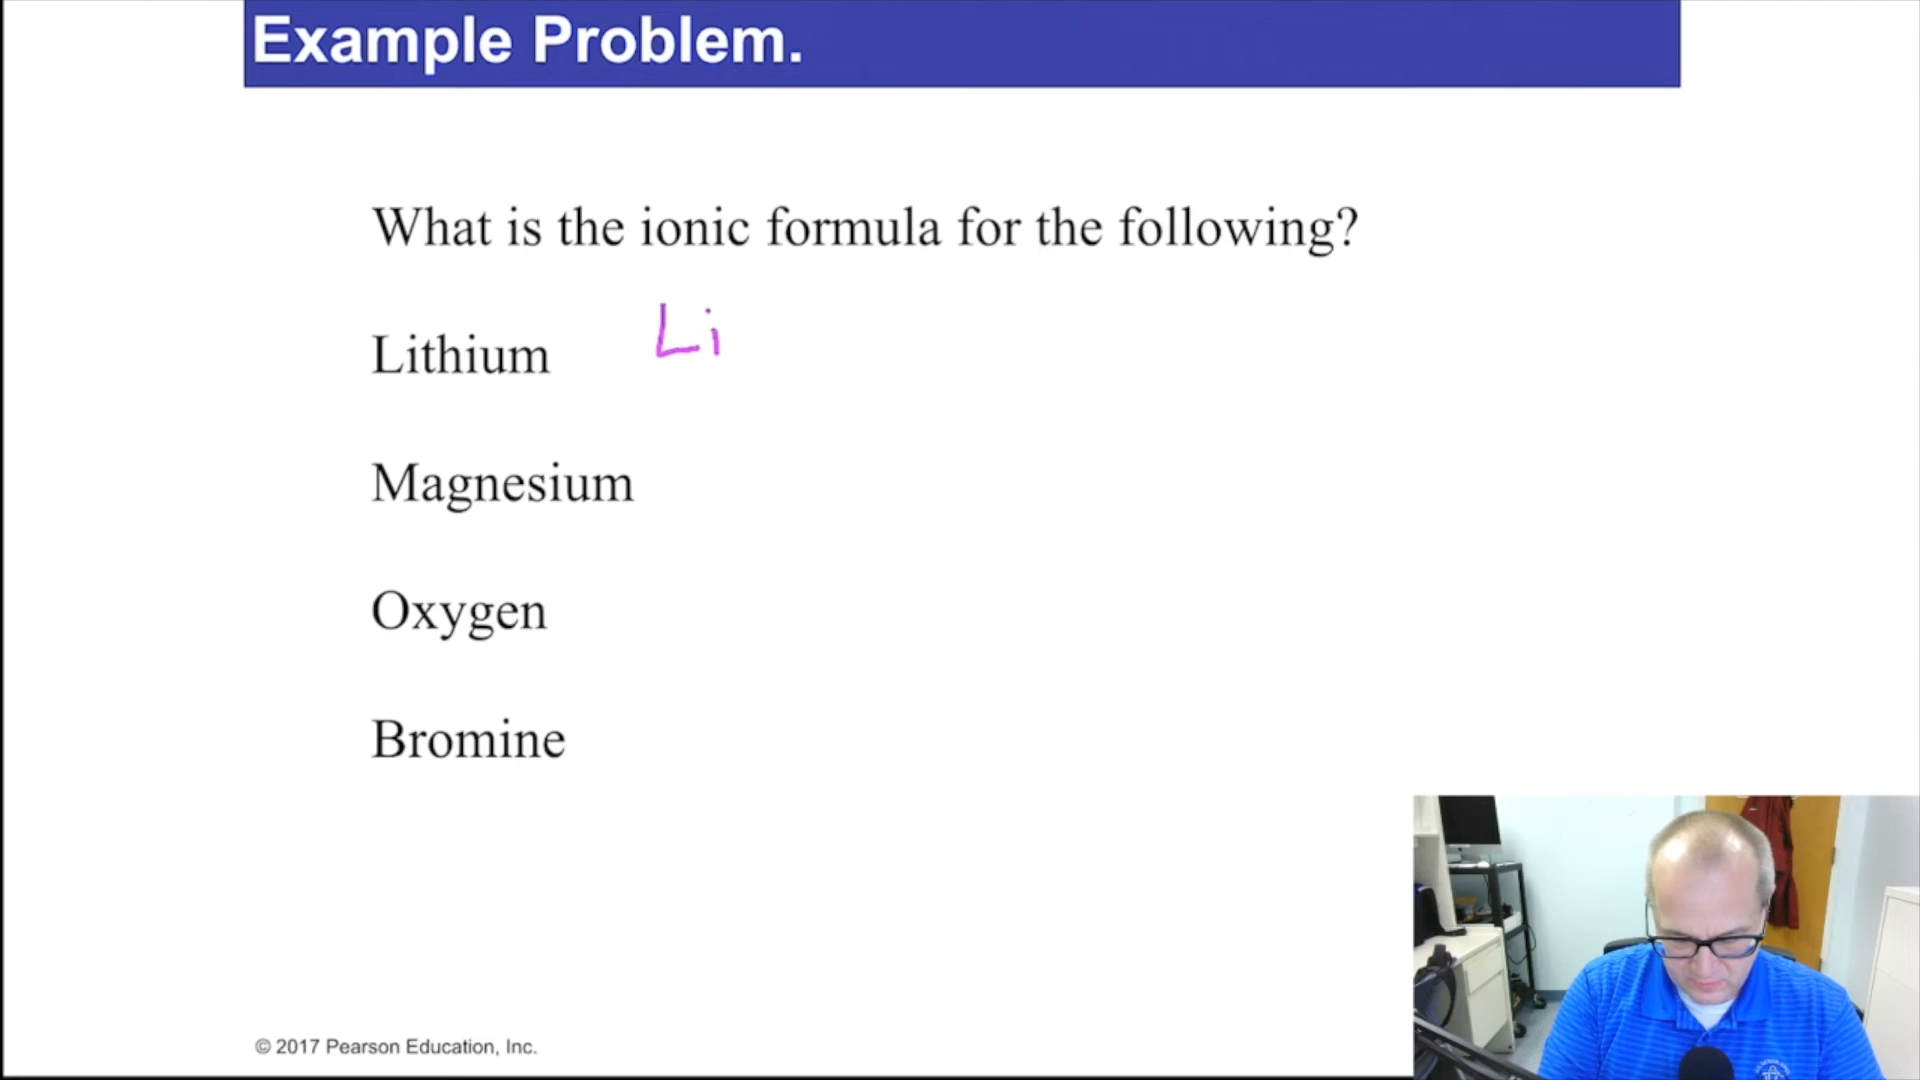 Example Problem.
What is the ionic formula for the following?
Lithium Li
Magnesium
Oxygen
Bromine
© 2017 Pearson Education, Inc.